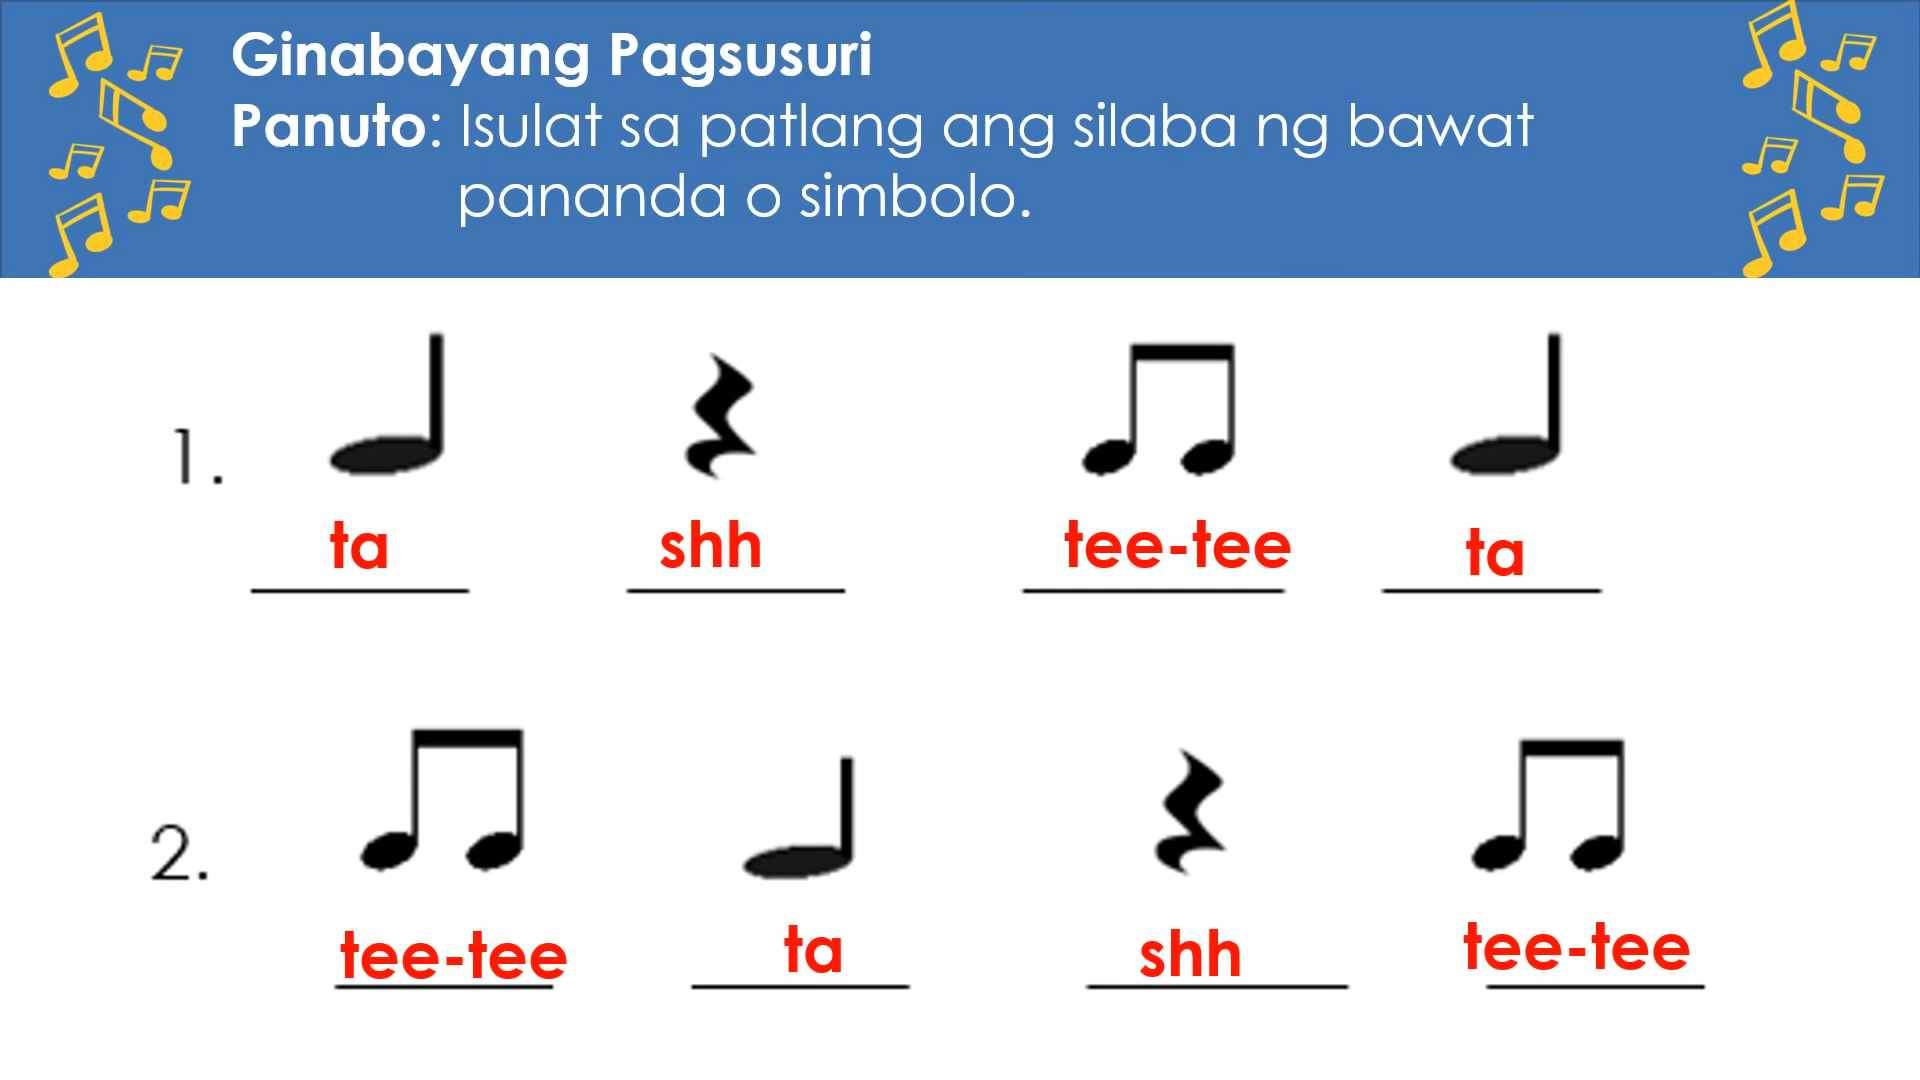 Ginabayang Pagsusuri
Panuto: Isulat sa patlang ang silaba ng bawat
pananda o simbolo.
1.
ta shh tee-tee ta
2.
tee-tee ta shh tee-tee